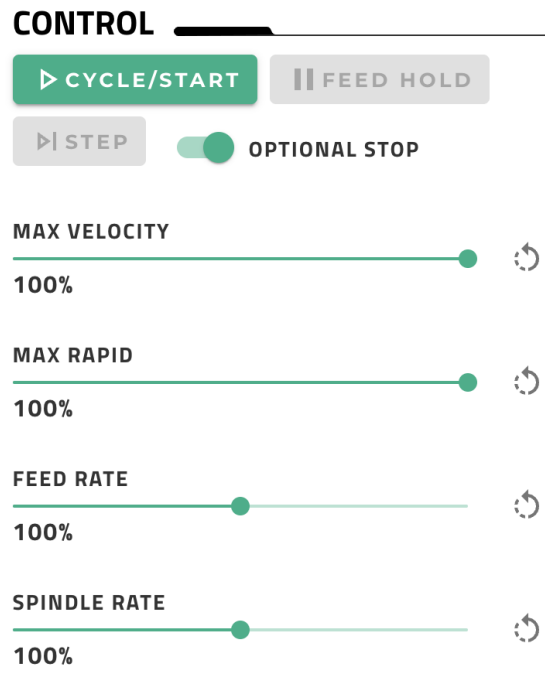 CONTROL
CYCLE/START
FEED HOLD
STEP
OPTIONAL STOP
MAX VELOCITY
100%
MAX RAPID
100%
FEED RATE
100%
SPINDLE RATE
100%